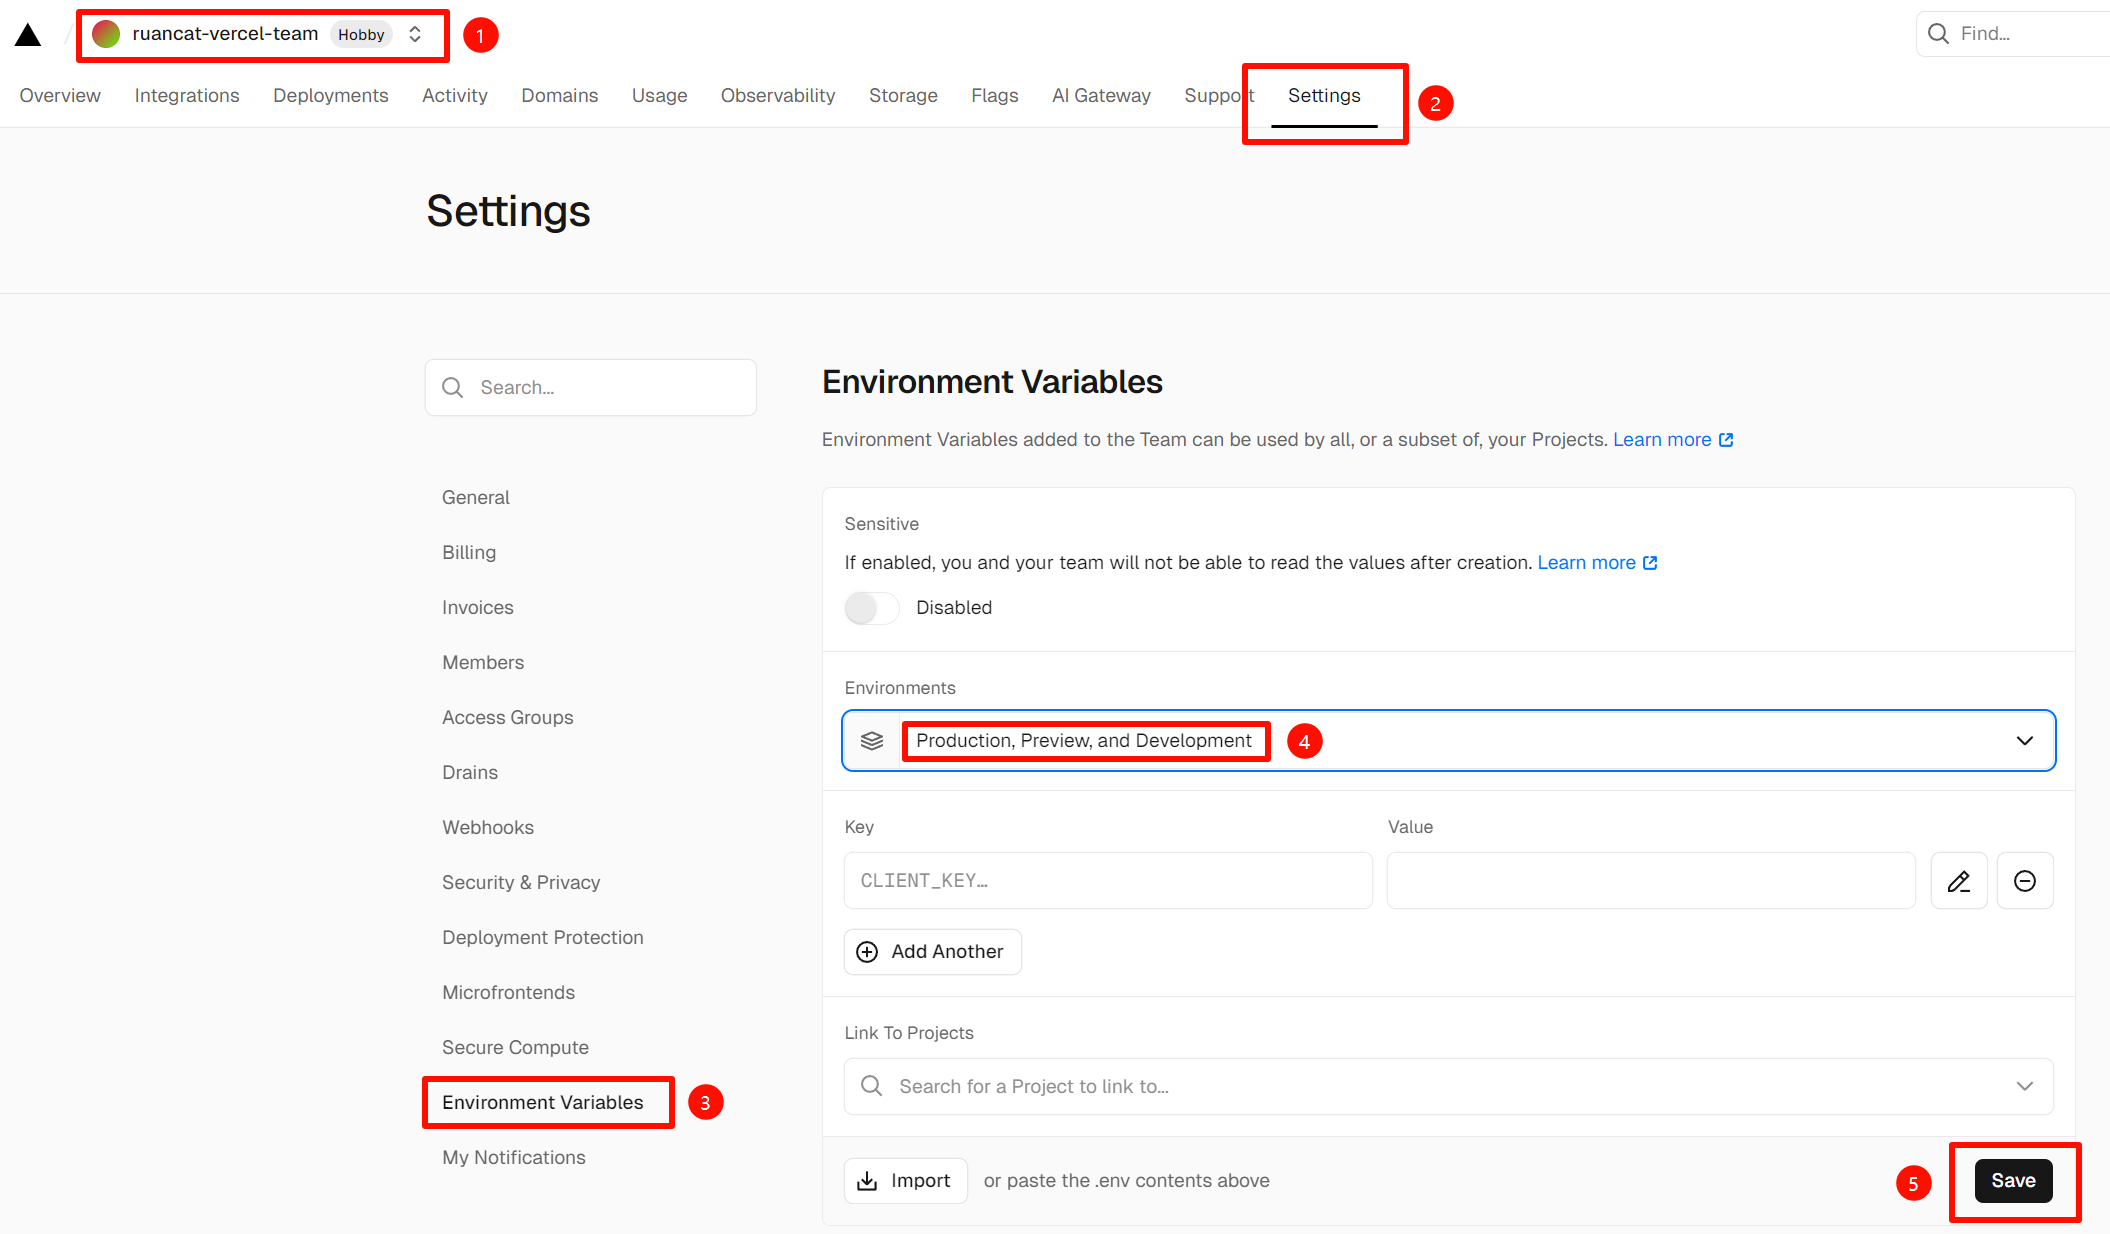 ruancat-vercel-team Hobby 1 Find...
Overview Integrations Deployments Activity Domains Usage Observability Storage Flags AI Gateway Support Settings 2
Settings
Search...
General
Billing
Invoices
Members
Access Groups
Drains
Webhooks
Security & Privacy
Deployment Protection
Microfrontends
Secure Compute
Environment Variables 3
My Notifications
Environment Variables
Environment Variables added to the Team can be used by all, or a subset of, your Projects. Learn more
Sensitive
If enabled, you and your team will not be able to read the values after creation. Learn more
Disabled
Environments
Production, Preview, and Development 4
Key Value
CLIENT_KEY...
Add Another
Link To Projects
Search for a Project to link to...
Import or paste the .env contents above 5 Save